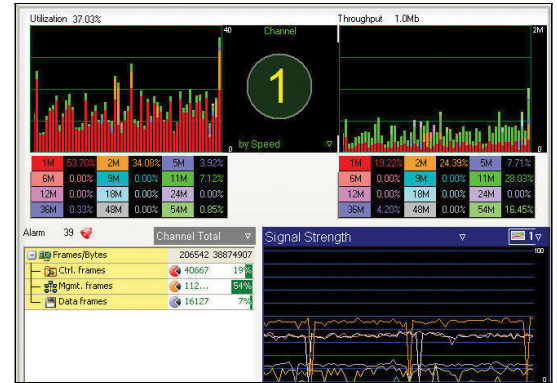 Utilization 37.03%
Throughput 1.0Mb
40 Channel 2M
1
0 by Speed 0
1M 53.70% 2M 34.08% 5M 3.92%
6M 0.00% 9M 0.00% 11M 7.12%
12M 0.00% 18M 0.00% 24M 0.00%
36M 0.33% 48M 0.00% 54M 0.85%
1M 19.22% 2M 24.39% 5M 7.71%
6M 0.00% 9M 0.00% 11M 28.03%
12M 0.00% 18M 0.00% 24M 0.00%
36M 4.20% 48M 0.00% 54M 16.45%
Alarm 39
Channel Total
Frames/Bytes 206542 38874907
Ctrl. frames 40667 19%
Mgmt. frames 112... 54%
Data frames 16127 7%
Signal Strength 1
100
0